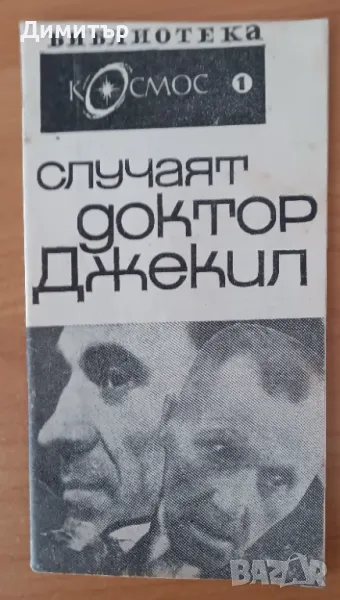 Димитър
БИБЛИОТЕКА
КОСМОС 1
случаят
доктор
Джекил
BAZAR